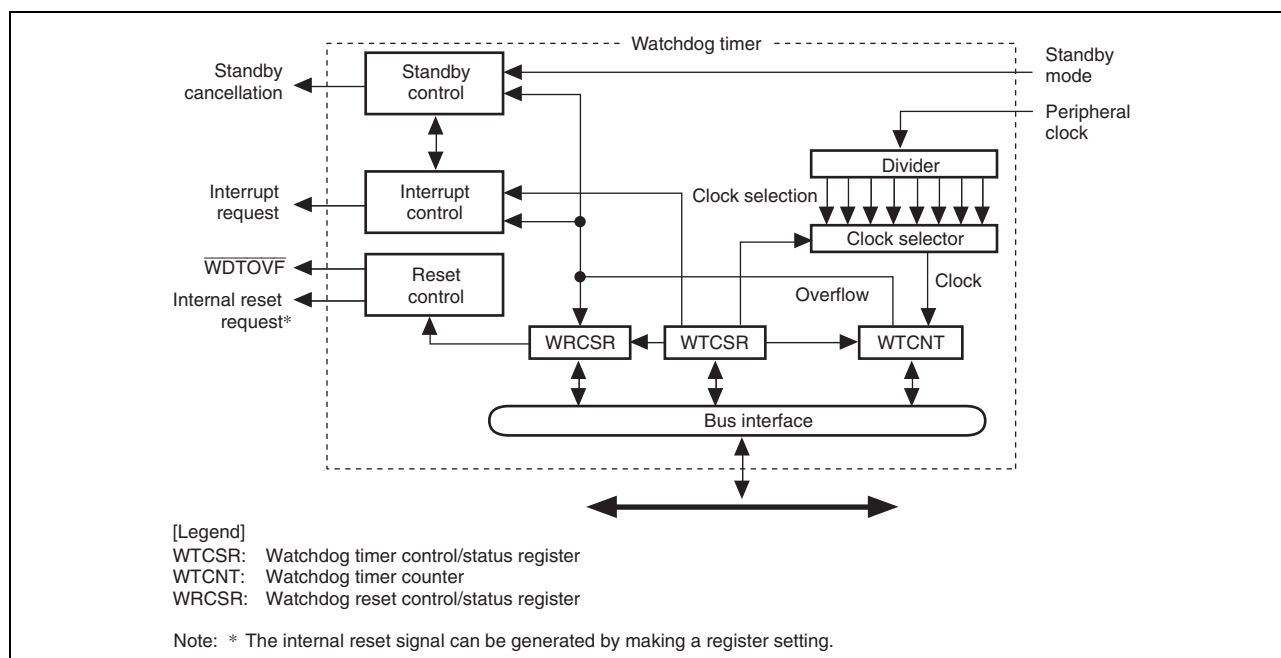 Watchdog timer
Standby
cancellation
Standby
control
Standby
mode
Peripheral
clock
Divider
Interrupt
request
Interrupt
control
Clock selection
Clock selector
WDTOVF
Internal reset
request*
Reset
control
Overflow
Clock
WRCSR
WTCSR
WTCNT
Bus interface
[Legend]
WTCSR: Watchdog timer control/status register
WTCNT: Watchdog timer counter
WRCSR: Watchdog reset control/status register
Note: * The internal reset signal can be generated by making a register setting.